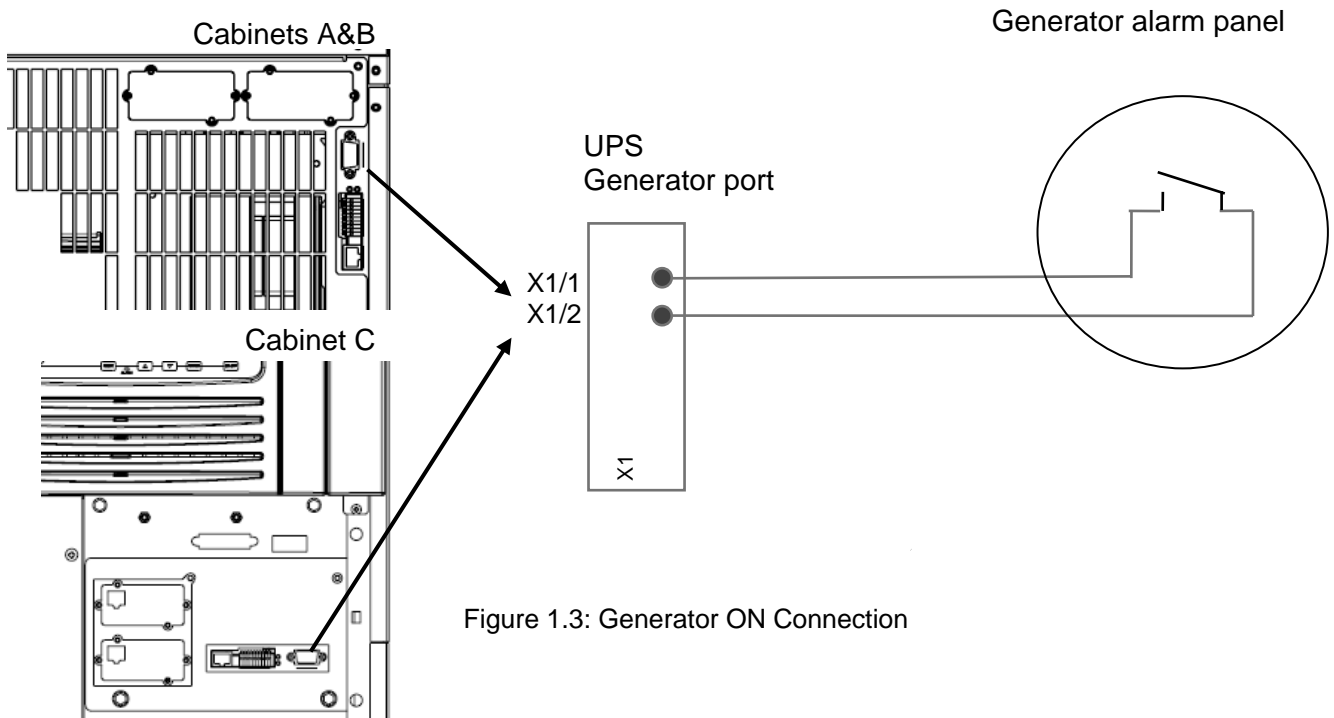 Cabinets A&B
Generator alarm panel
UPS
Generator port
X1/1
X1/2
X1
Cabinet C
Figure 1.3: Generator ON Connection